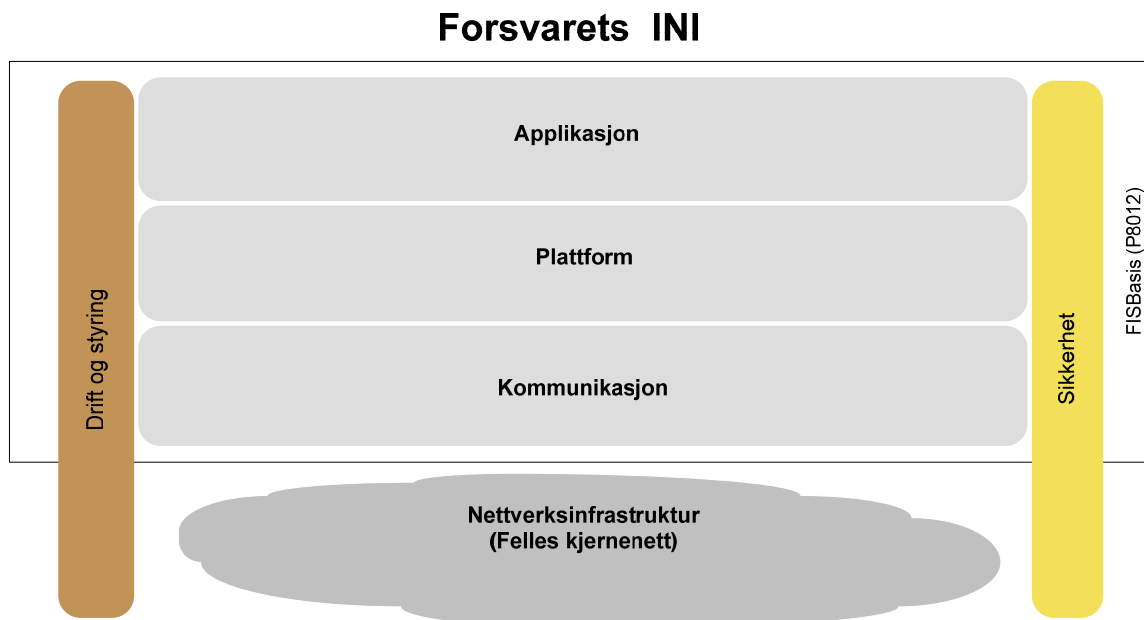 Forsvarets INI
Applikasjon
Plattform
Kommunikasjon
Drift og styring
Sikkerhet
FISBasis (P8012)
Nettverksinfrastruktur
(Felles kjernenett)